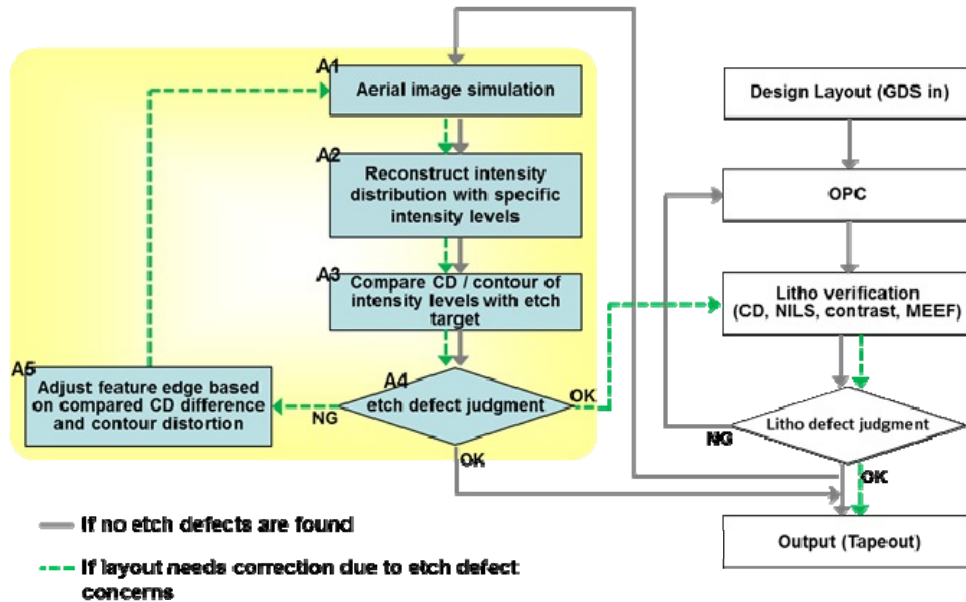 A1
Aerial image simulation
A2
Reconstruct intensity
distribution with specific
intensity levels
A3
Compare CD / contour of
intensity levels with etch
target
A4
etch defect judgment
OK
NG
OK
A5
Adjust feature edge based
on compared CD difference
and contour distortion
Design Layout (GDS in)
OPC
Litho verification
(CD, NILS, contrast, MEEF)
Litho defect judgment
NG
OK
Output (Tapeout)
If no etch defects are found
If layout needs correction due to etch defect
concerns